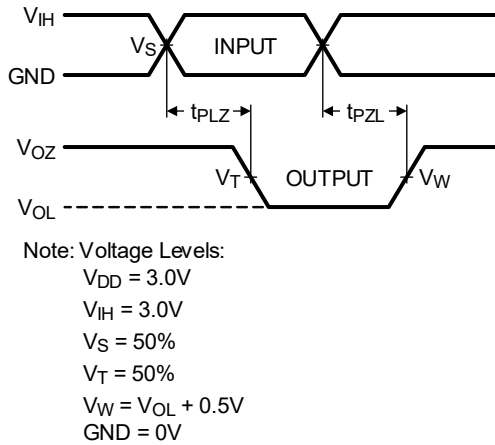 VIH
VS
INPUT
GND
tPLZ
tPZL
VOZ
VT
OUTPUT
VW
VOL
Note: Voltage Levels:
VDD = 3.0V
VIH = 3.0V
VS = 50%
VT = 50%
VW = VOL + 0.5V
GND = 0V